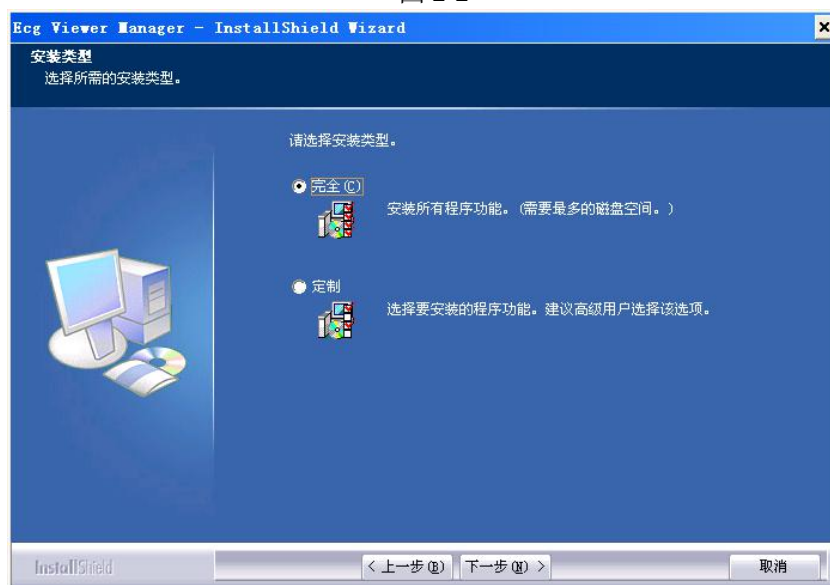 Ecg Viewer Manager - InstallShield Wizard
安装类型
选择所需的安装类型。
请选择安装类型。
完全(C)
安装所有程序功能。(需要最多的磁盘空间。)
定制
选择要安装的程序功能。建议高级用户选择该选项。
InstallShield
< 上一步(B)
下一步(N) >
取消